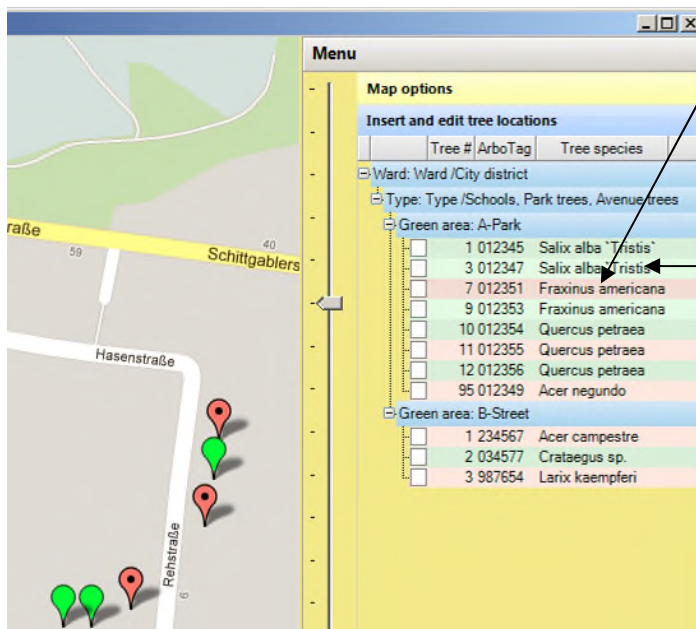 Menu
Map options
Insert and edit tree locations
Tree # ArboTag Tree species
Ward: Ward /City district
Type: Type /Schools, Park trees, Avenue trees
Green area: A-Park
1 012345 Salix alba `Tristis`
3 012347 Salix alba `Tristis`
7 012351 Fraxinus americana
9 012353 Fraxinus americana
10 012354 Quercus petraea
11 012355 Quercus petraea
12 012356 Quercus petraea
95 012349 Acer negundo
Green area: B-Street
1 234567 Acer campestre
2 034577 Crataegus sp.
3 987654 Larix kaempferi
raße
59
40
Schittgablers
Hasenstraße
Rehstraße
6